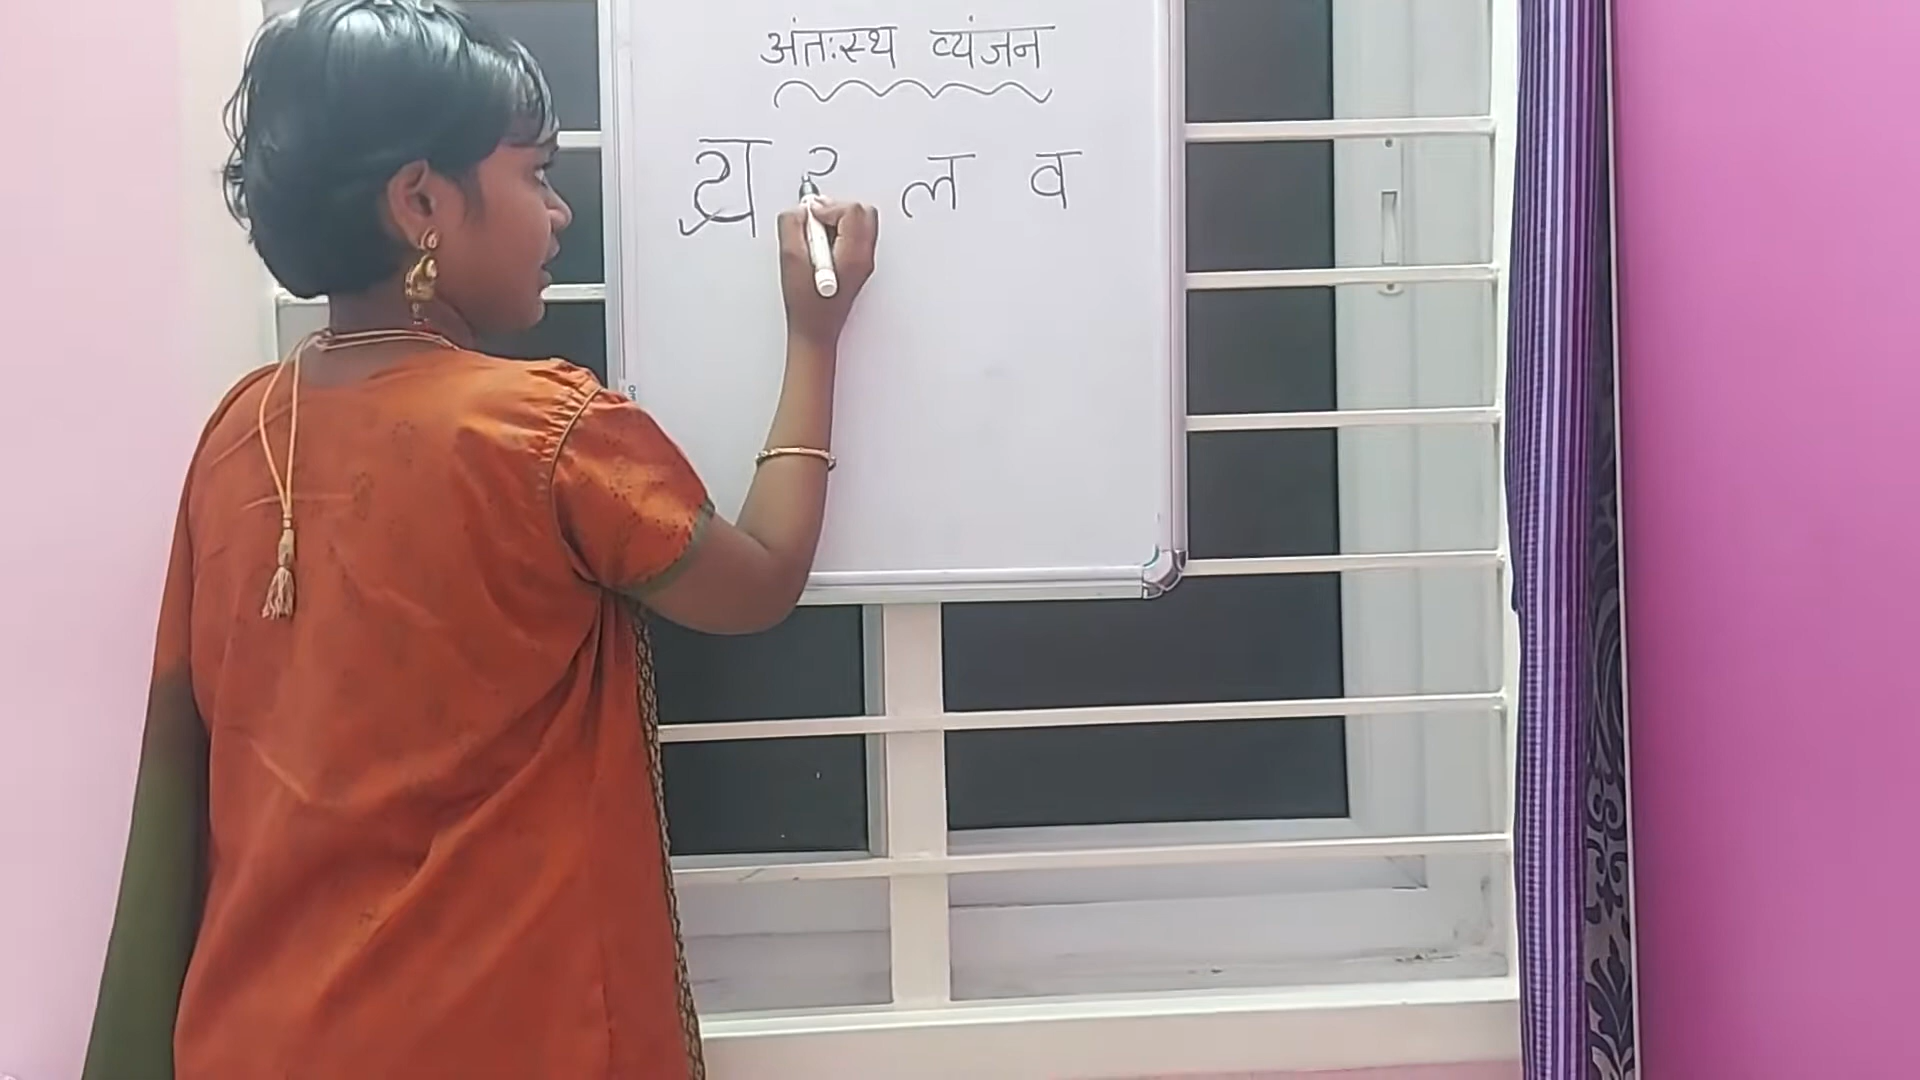 अंतःस्थ व्यंजन
य र ल व